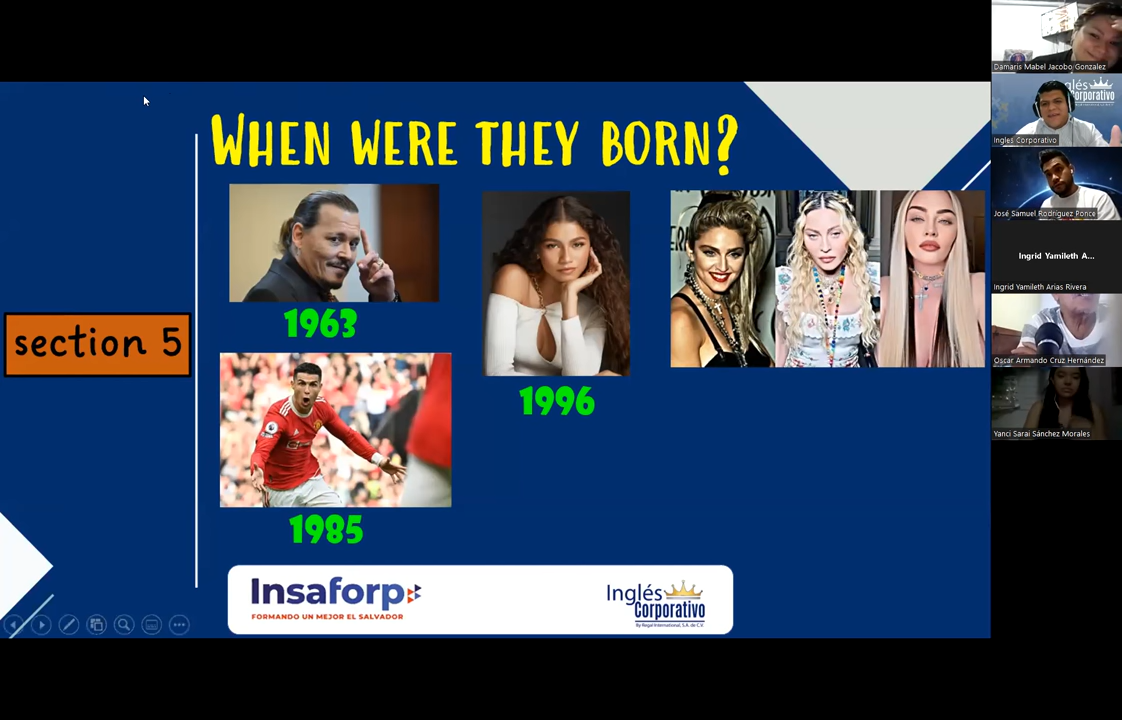 WHEN WERE THEY BORN?
1963
1996
section 5
1985
Insaforp
FORMANDO UN MEJOR EL SALVADOR
Inglés
Corporativo
By Regal International, S.A. de C.V.
Damaris Mabel Jacobo Gonzalez
Inglés Corporativo
José Samuel Rodríguez Ponce
Ingrid Yamileth A...
Ingrid Yamileth Arias Rivera
Oscar Armando Cruz Hernández
Yanci Sarai Sánchez Morales